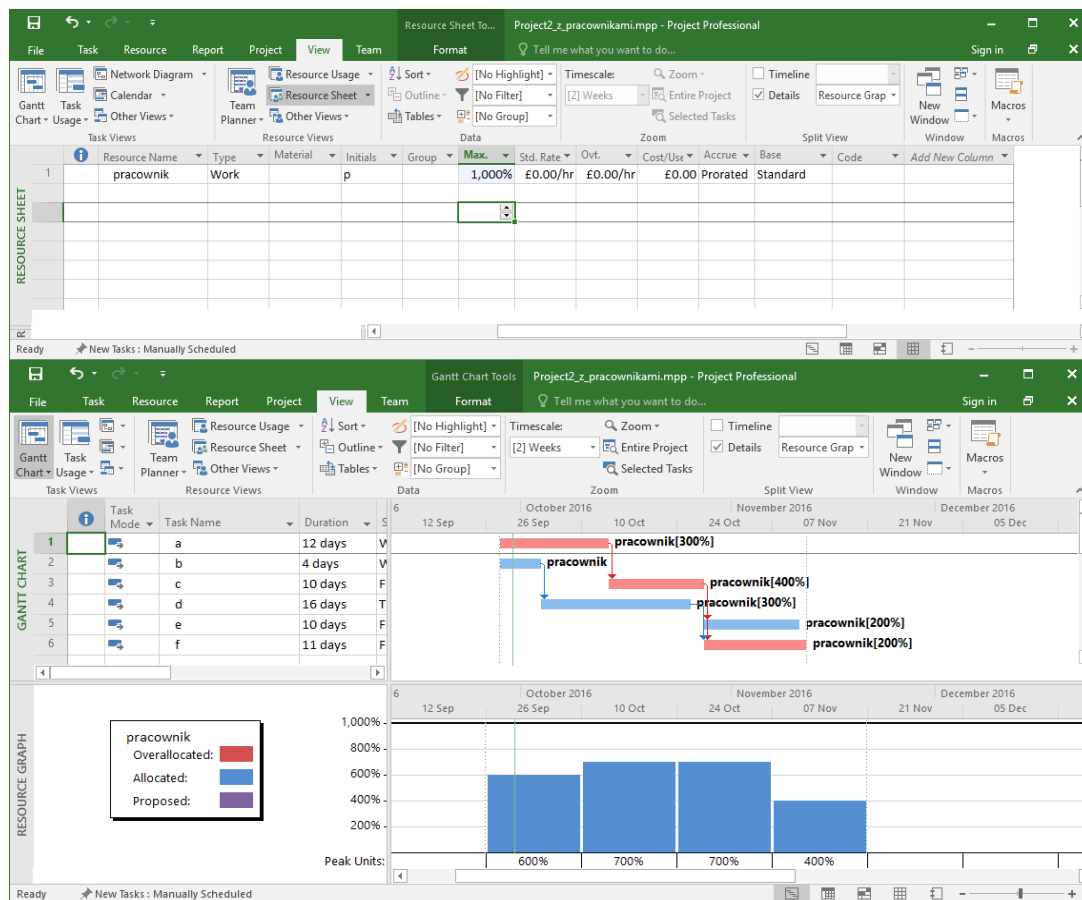 Resource Sheet To... Project2_z_pracownikami.mpp - Project Professional
File Task Resource Report Project View Team Format Tell me what you want to do... Sign in
Gantt Chart Task Usage Network Diagram Calendar Other Views Team Planner Resource Usage Resource Sheet Other Views Sort Outline Tables [No Highlight] [No Filter] [No Group] Timescale: [2] Weeks Zoom Entire Project Selected Tasks Timeline Details Resource Grap New Window Macros
Task Views Resource Views Data Zoom Split View Window Macros
Resource Name Type Material Initials Group Max. Std. Rate Ovt. Cost/Use Accrue Base Code Add New Column
1 pracownik Work p 1,000% £0.00/hr £0.00/hr £0.00 Prorated Standard
RESOURCE SHEET
Ready New Tasks : Manually Scheduled
Gantt Chart Tools Project2_z_pracownikami.mpp - Project Professional
File Task Resource Report Project View Team Format Tell me what you want to do... Sign in
Gantt Chart Task Usage Team Planner Resource Usage Resource Sheet Other Views Sort Outline Tables [No Highlight] [No Filter] [No Group] Timescale: [2] Weeks Zoom Entire Project Selected Tasks Timeline Details Resource Grap New Window Macros
Task Views Resource Views Data Zoom Split View Window Macros
Task Mode Task Name Duration S
6 October 2016 November 2016 December 2016
12 Sep 26 Sep 10 Oct 24 Oct 07 Nov 21 Nov 05 Dec
1 a 12 days W pracownik[300%]
2 b 4 days W pracownik
3 c 10 days F pracownik[400%]
4 d 16 days T pracownik[300%]
5 e 10 days F pracownik[200%]
6 f 11 days F pracownik[200%]
GANTT CHART
6 October 2016 November 2016 December 2016
12 Sep 26 Sep 10 Oct 24 Oct 07 Nov 21 Nov 05 Dec
RESOURCE GRAPH
pracownik
Overallocated:
Allocated:
Proposed:
1,000%
800%
600%
400%
200%
Peak Units: 600% 700% 700% 400%
Ready New Tasks : Manually Scheduled